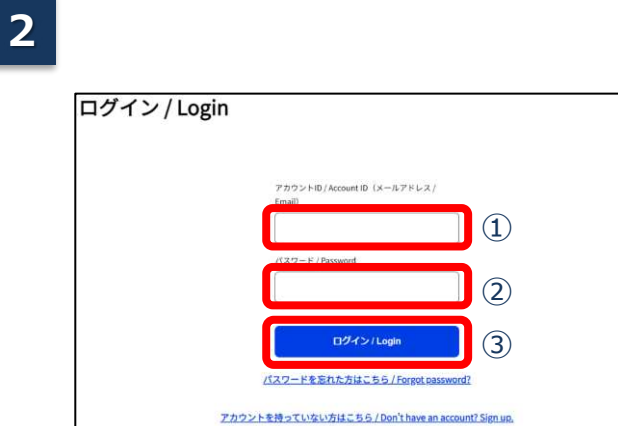 2
ログイン / Login
アカウントID / Account ID（メールアドレス /
Email）
①
パスワード / Password
②
ログイン / Login
③
パスワードを忘れた方はこちら / Forgot password?
アカウントを持っていない方はこちら / Don't have an account? Sign up.